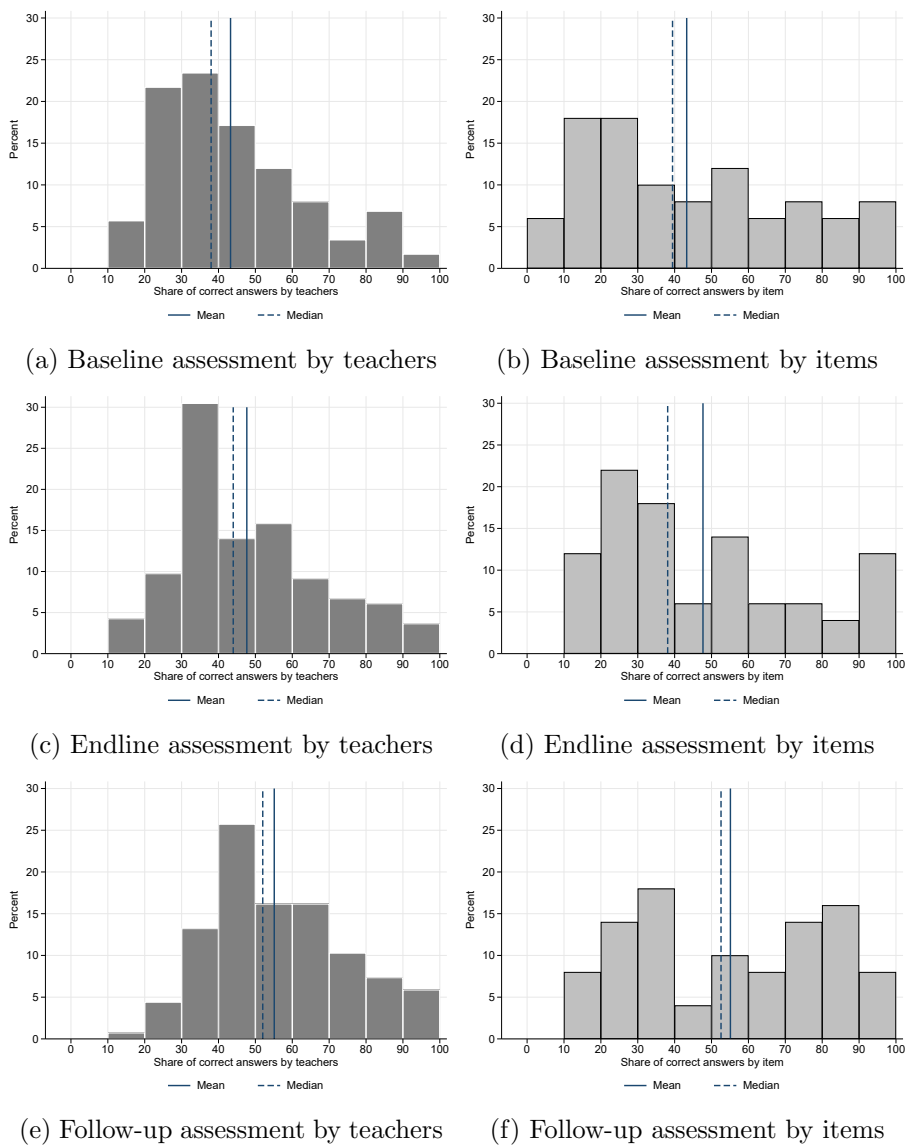 30
25
20
15
10
5
0
Percent
0 10 20 30 40 50 60 70 80 90 100
Share of correct answers by teachers
Mean Median
(a) Baseline assessment by teachers
30
25
20
15
10
5
0
Percent
0 10 20 30 40 50 60 70 80 90 100
Share of correct answers by item
Mean Median
(b) Baseline assessment by items
30
25
20
15
10
5
0
Percent
0 10 20 30 40 50 60 70 80 90 100
Share of correct answers by teachers
Mean Median
(c) Endline assessment by teachers
30
25
20
15
10
5
0
Percent
0 10 20 30 40 50 60 70 80 90 100
Share of correct answers by item
Mean Median
(d) Endline assessment by items
30
25
20
15
10
5
0
Percent
0 10 20 30 40 50 60 70 80 90 100
Share of correct answers by teachers
Mean Median
(e) Follow-up assessment by teachers
30
25
20
15
10
5
0
Percent
0 10 20 30 40 50 60 70 80 90 100
Share of correct answers by item
Mean Median
(f) Follow-up assessment by items